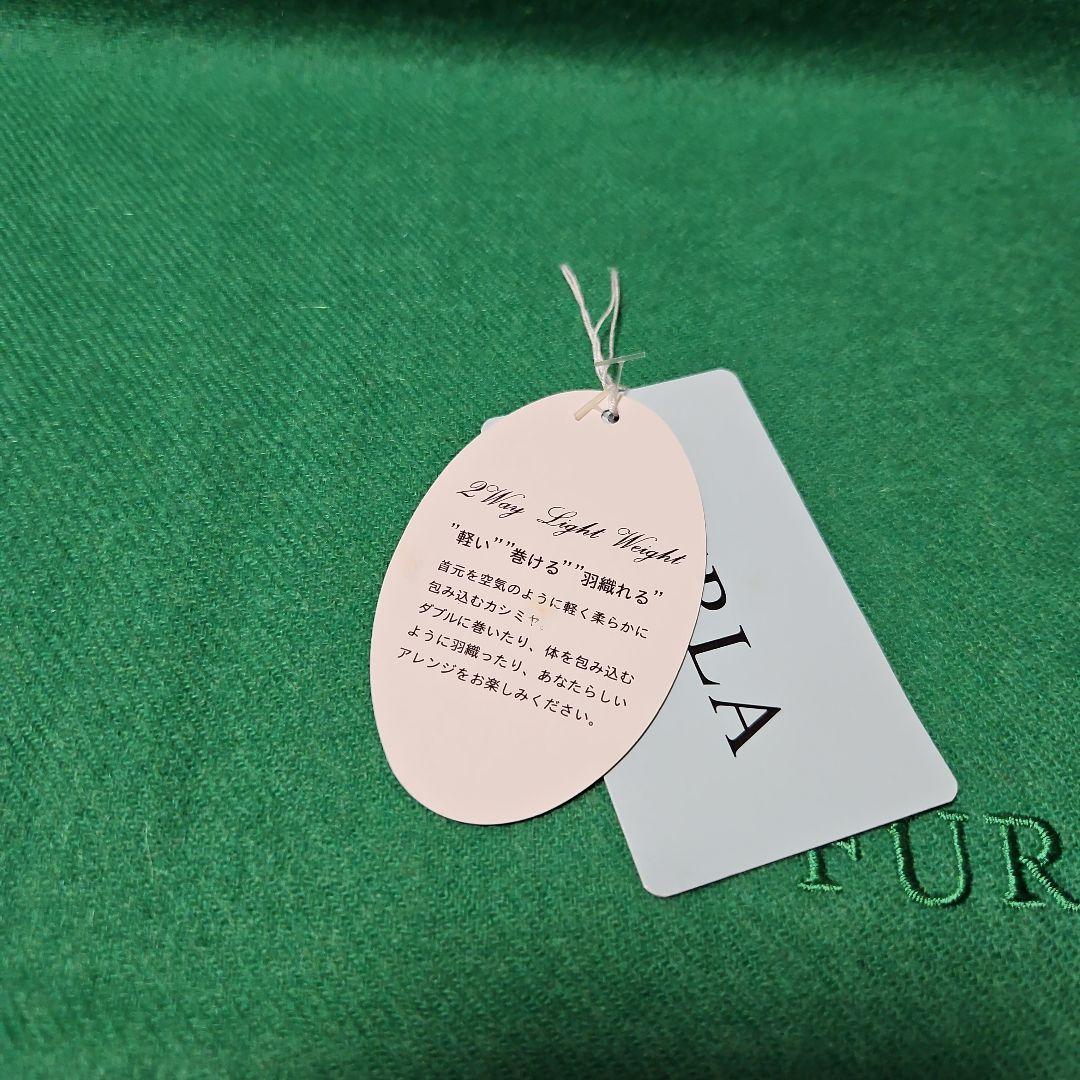 2Way Light Weight
”軽い””巻ける””羽織れる”
首元を空気のように軽く柔らかに
包み込むカシミヤ。
ダブルに巻いたり、体を包み込む
ように羽織ったり、あなたらしい
アレンジをお楽しみください。
RLA
FUR